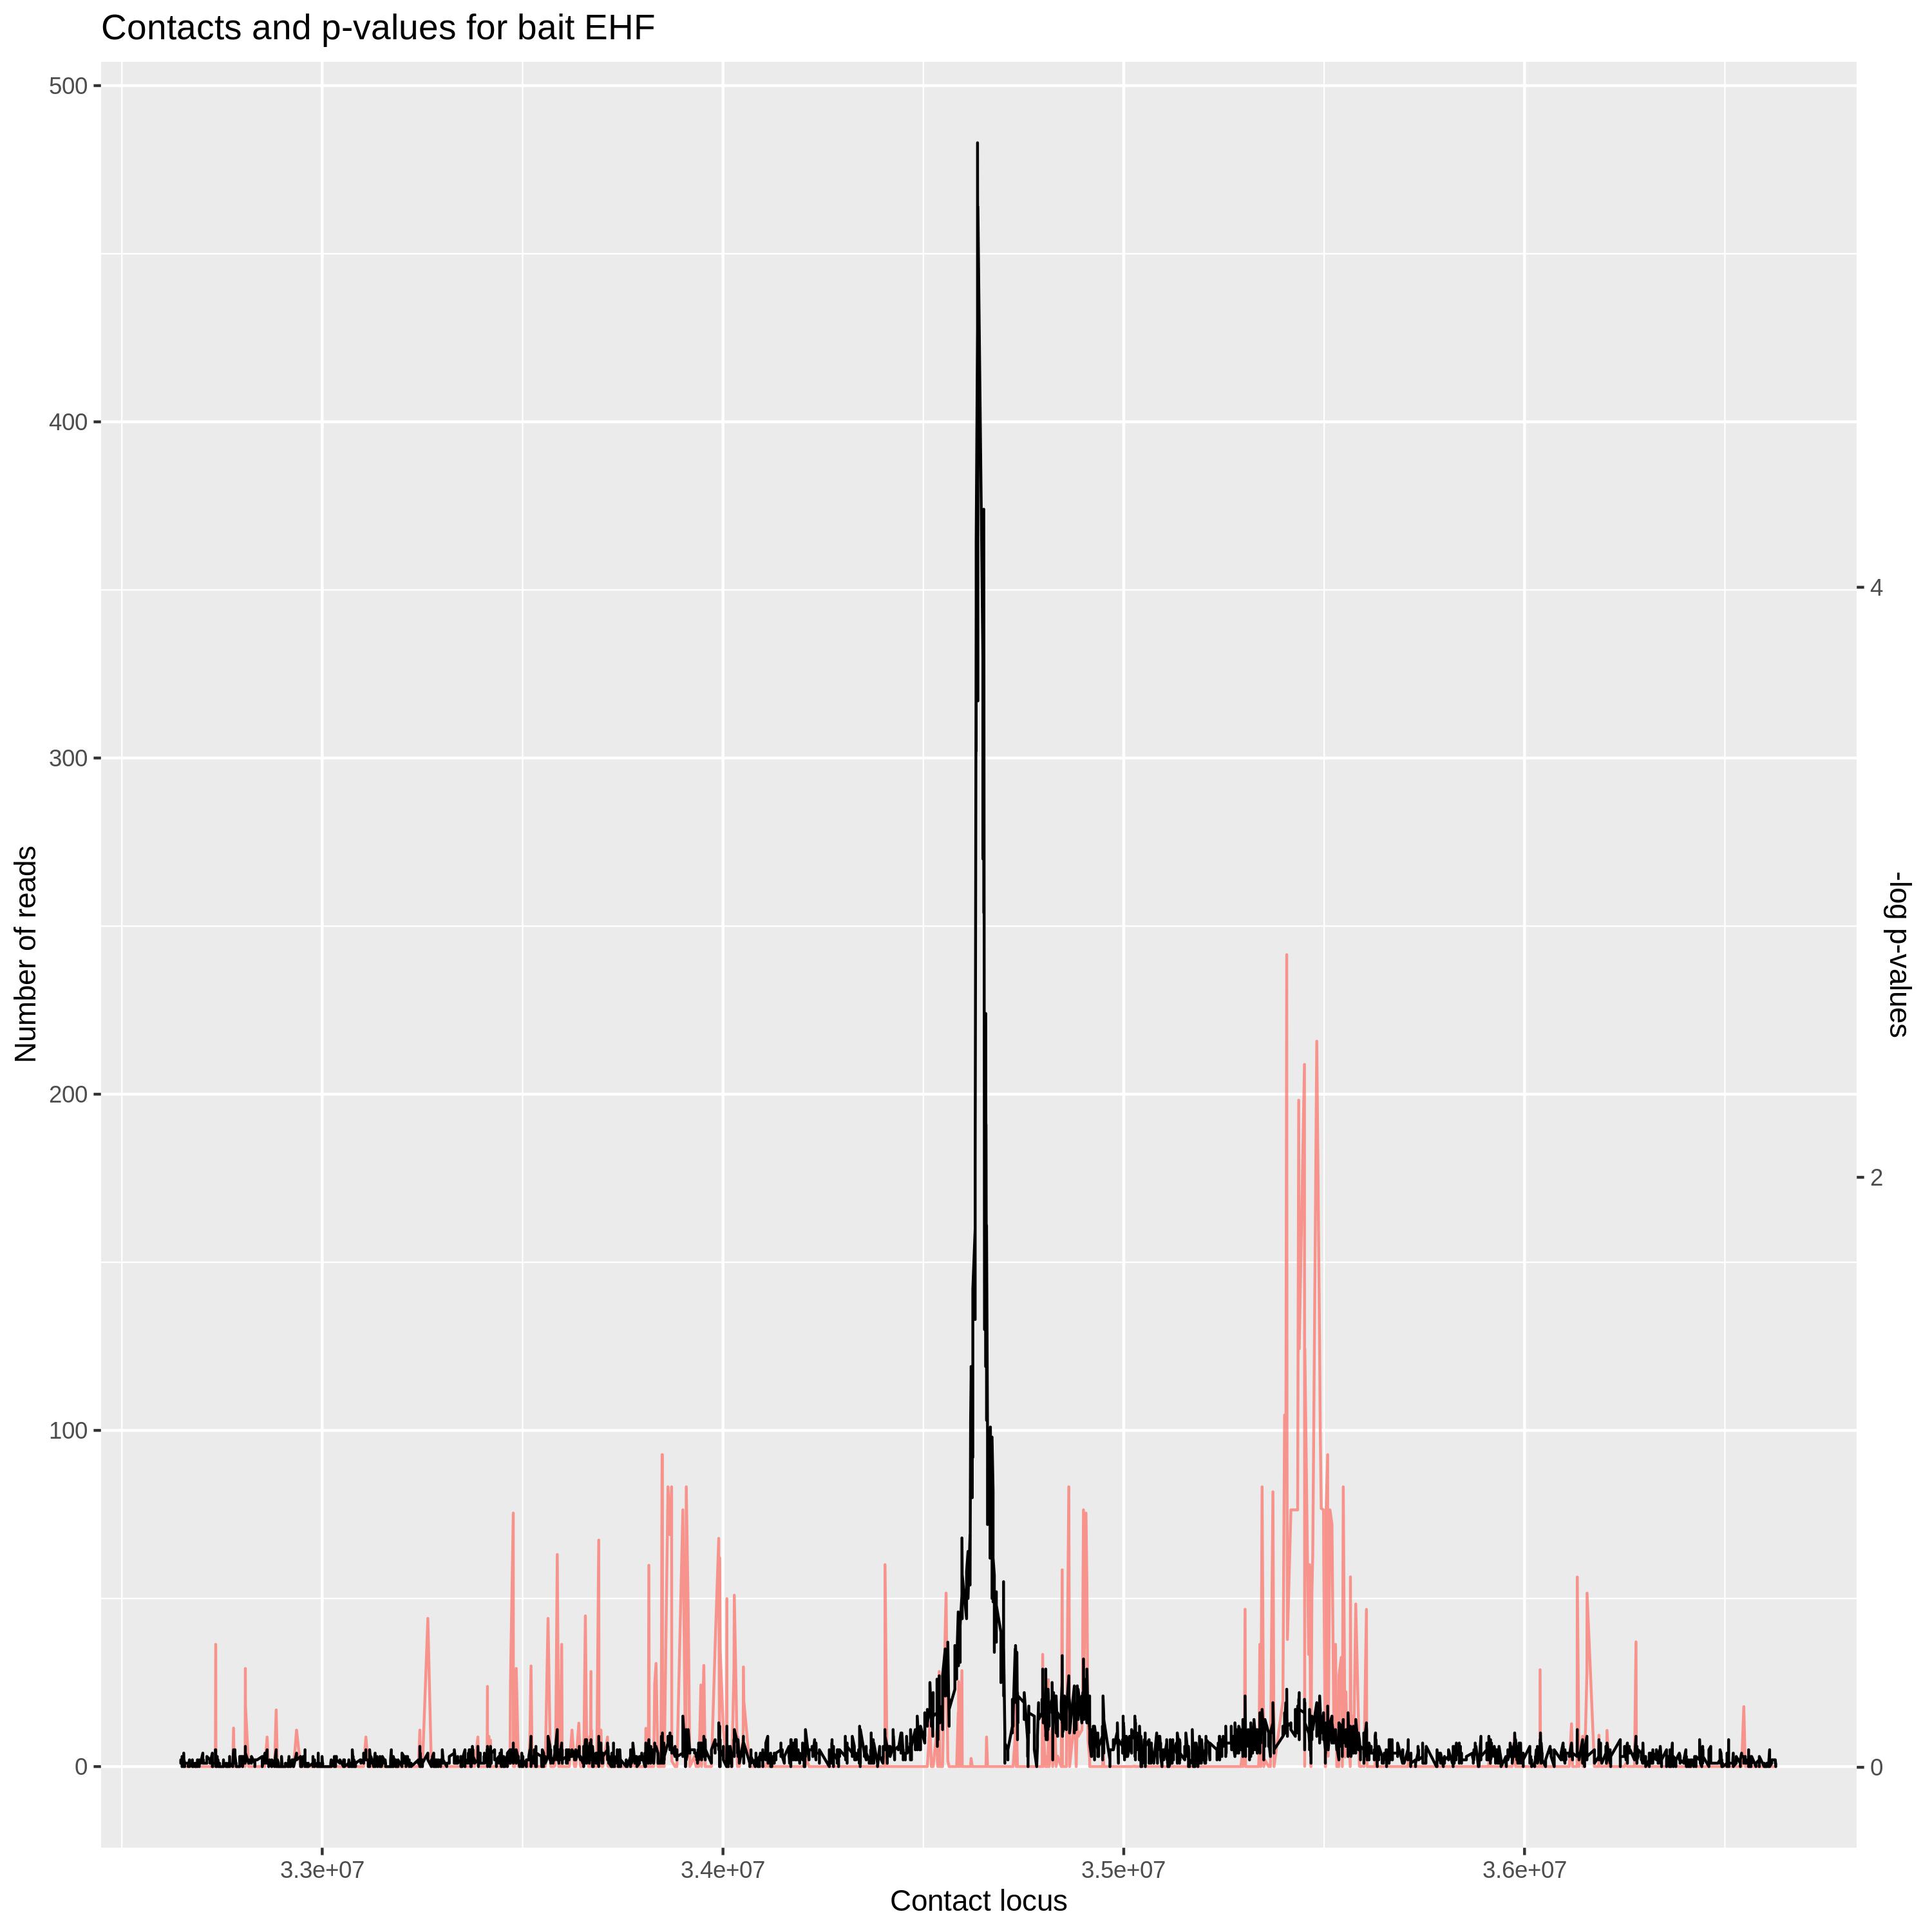 Contacts and p-values for bait EHF
500
400
300
200
100
0
Number of reads
4
2
0
-log p-values
3.3e+07
3.4e+07
3.5e+07
3.6e+07
Contact locus